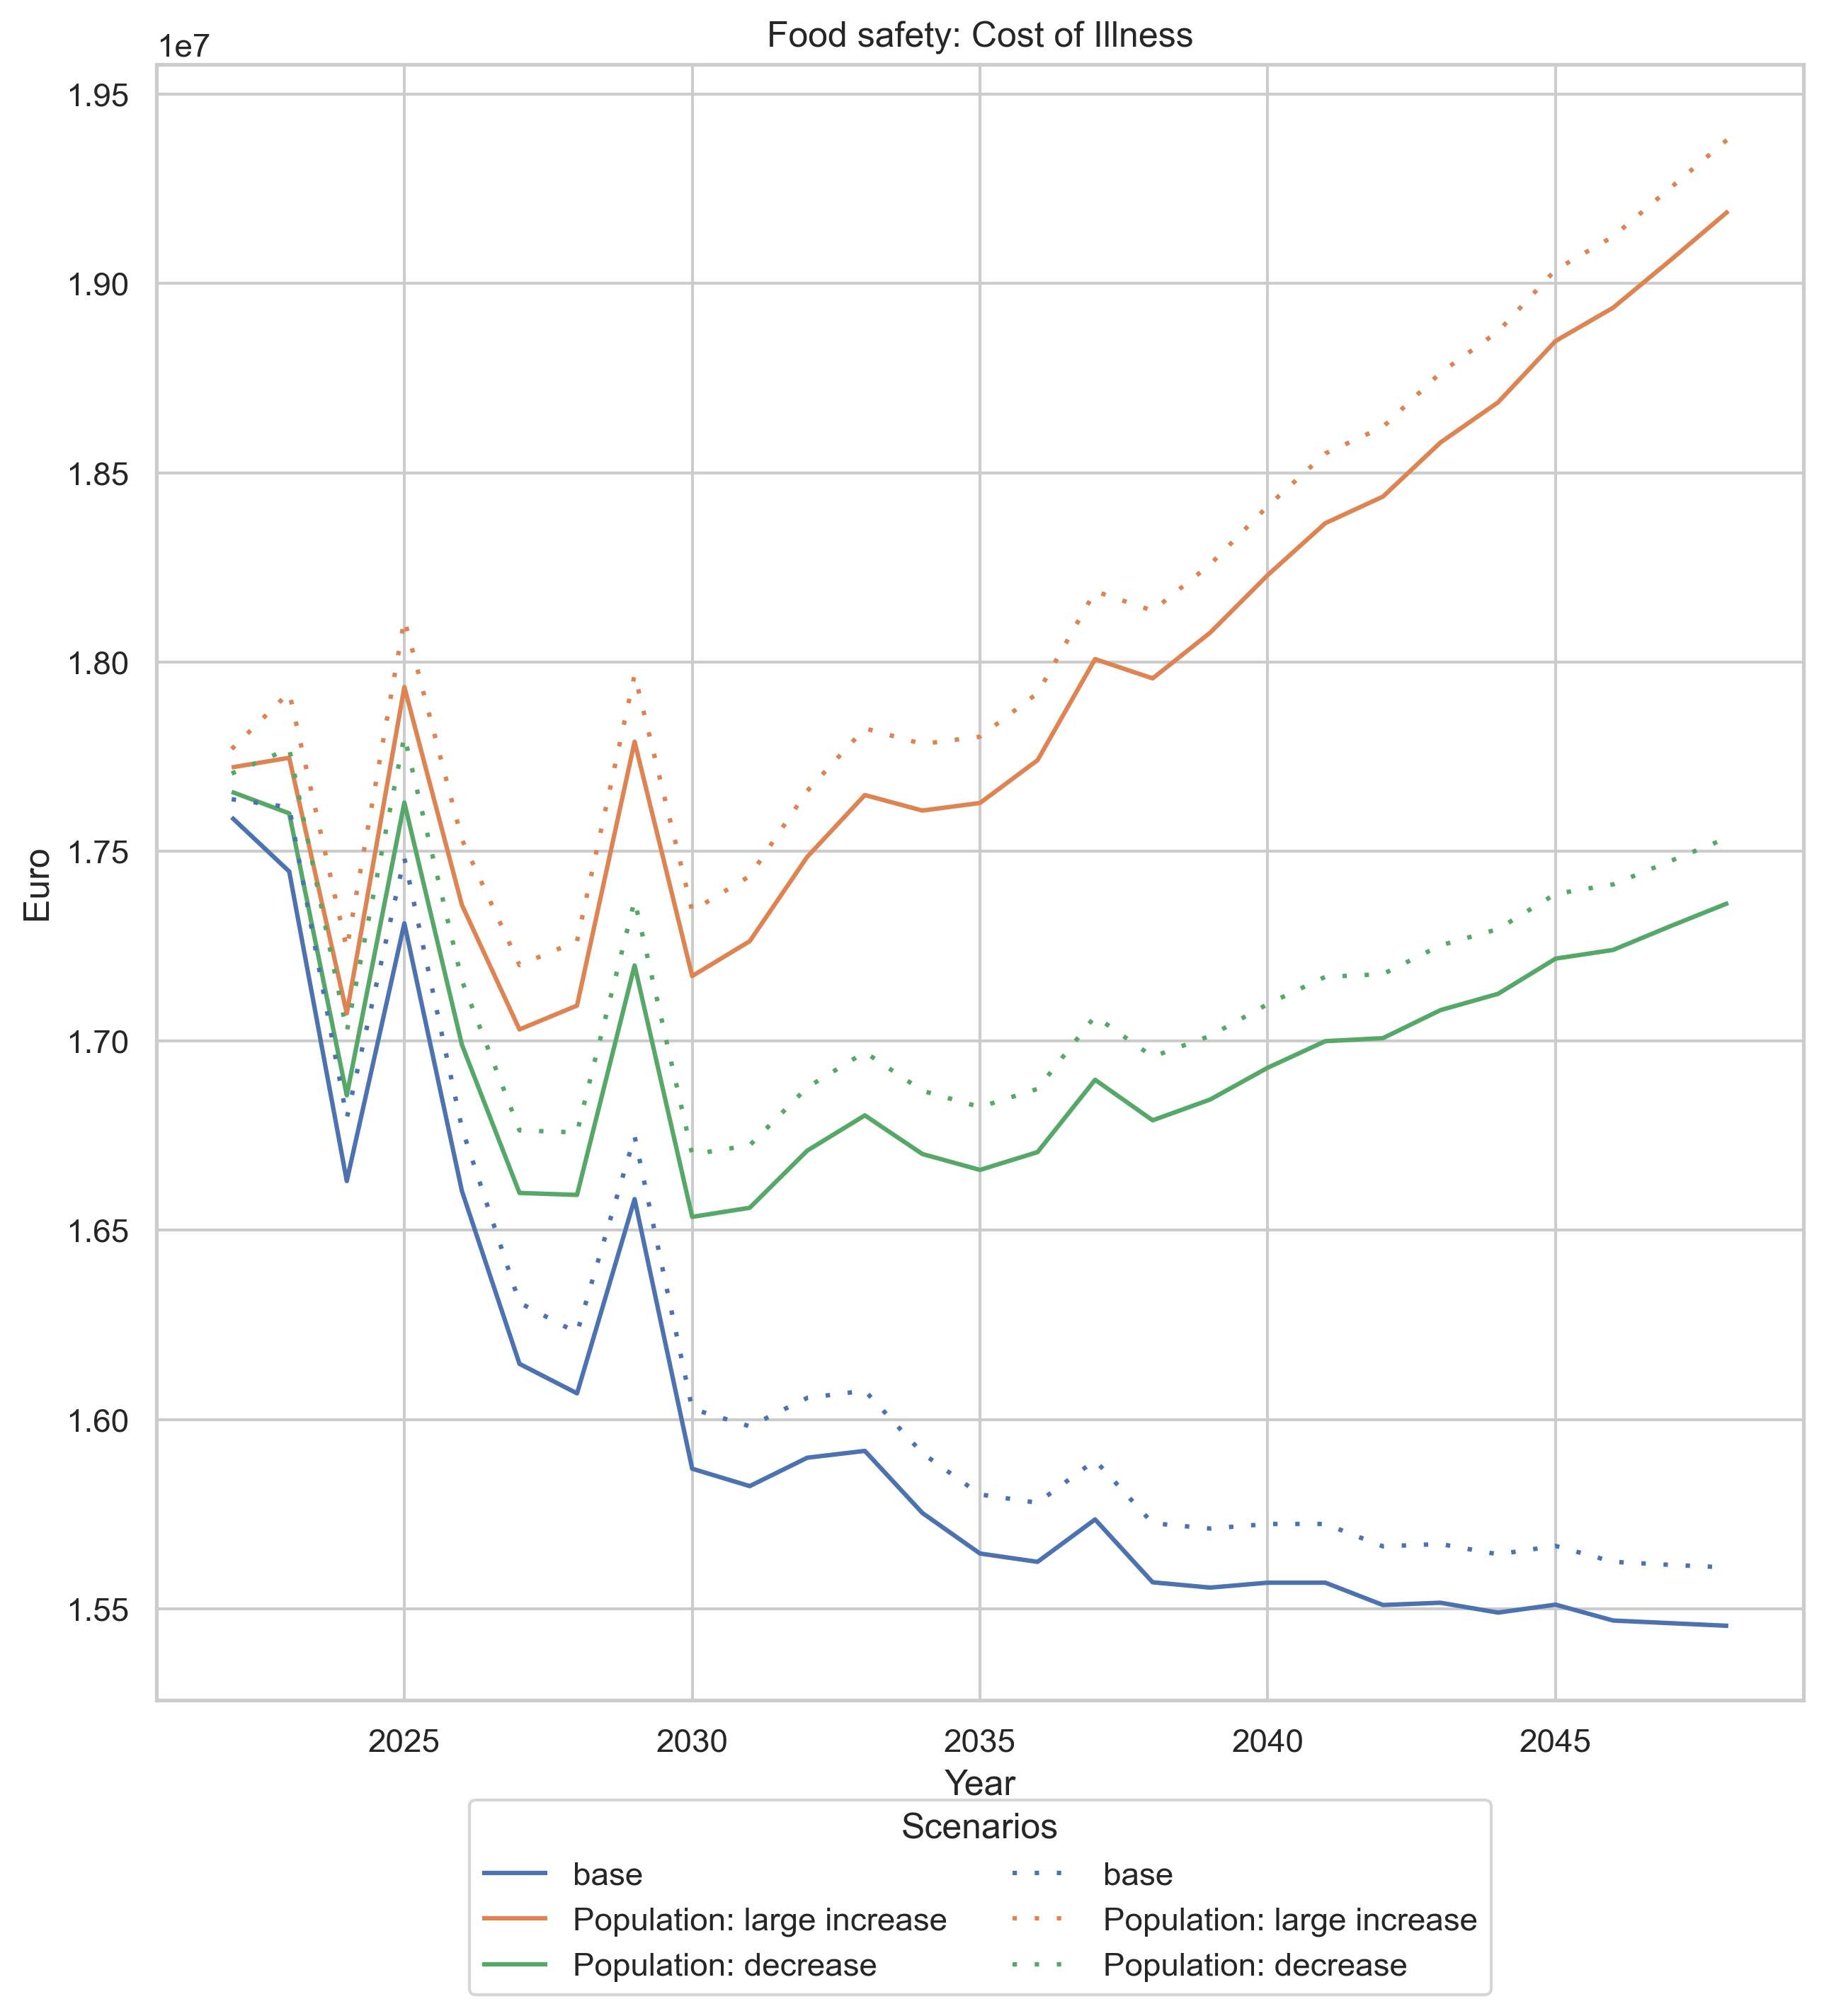 Food safety: Cost of Illness
1e7
1.95
1.90
1.85
1.80
1.75
1.70
1.65
1.60
1.55
Euro
2025 2030 2035 2040 2045
Year
Scenarios
base base
Population: large increase Population: large increase
Population: decrease Population: decrease